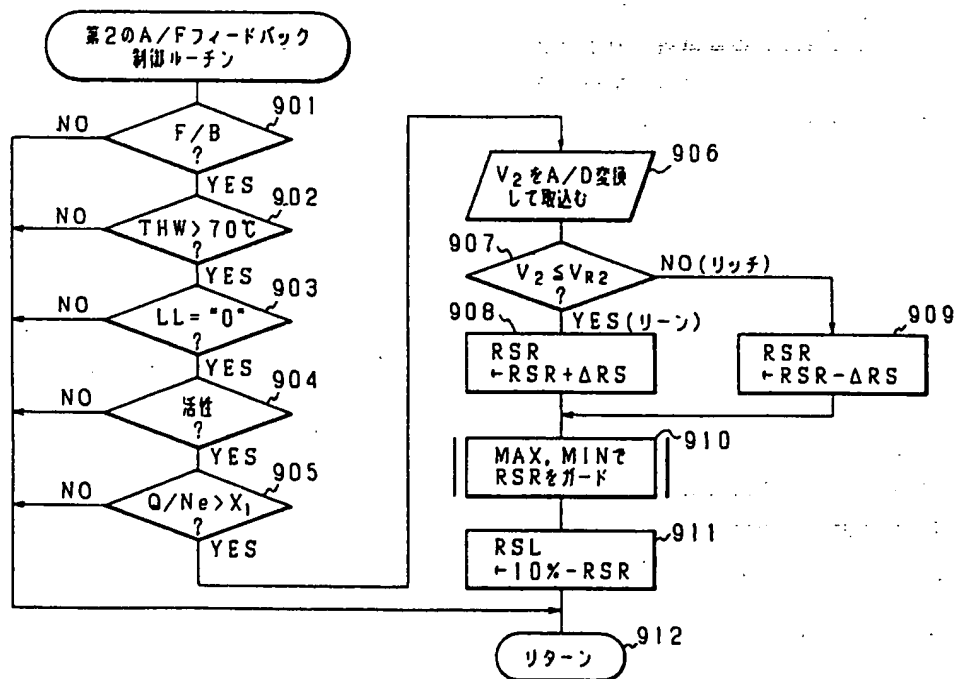 第2のA/Fフィードバック
制御ルーチン
901
F/B
?
NO
YES
902
THW>70℃
?
NO
YES
903
LL="0"
?
NO
YES
904
活性
?
NO
YES
905
Q/Ne>X₁
?
NO
YES
906
V₂をA/D変換
して取込む
907
V₂≦VR2
?
NO(リッチ)
YES(リーン)
908
RSR
←RSR+ΔRS
909
RSR
←RSR-ΔRS
910
MAX,MINで
RSRをガード
911
RSL
←10%-RSR
912
リターン